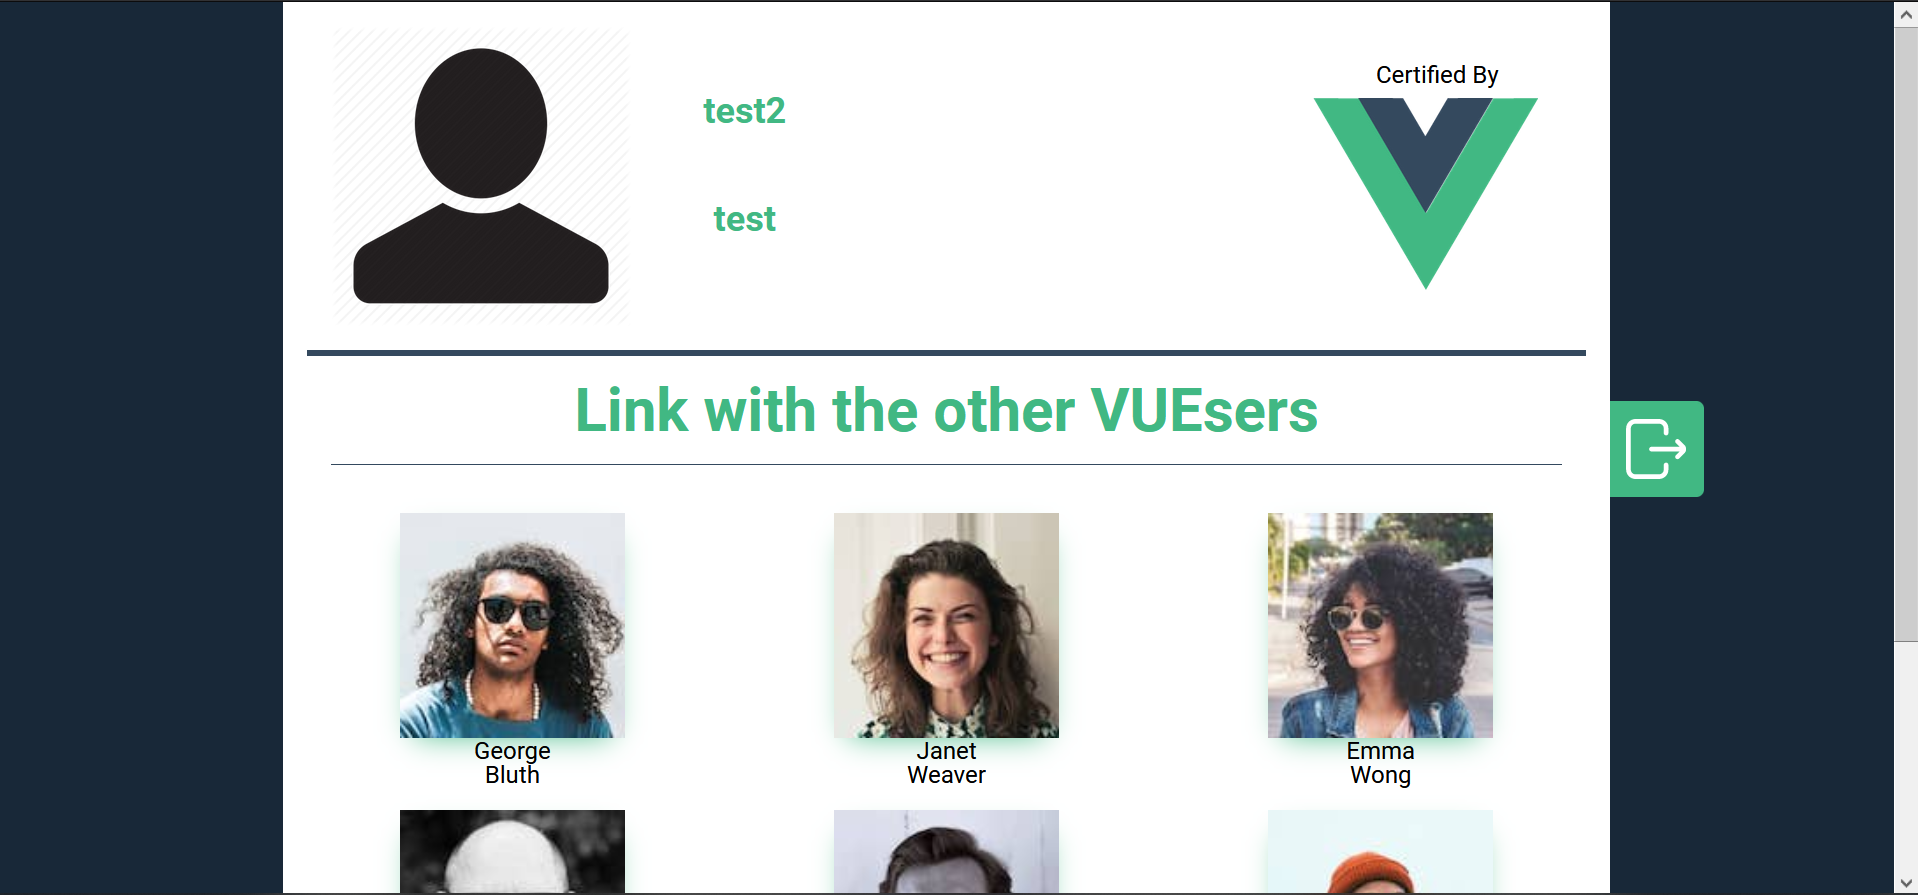 Certified By
test2
test
Link with the other VUEsers
George
Bluth
Janet
Weaver
Emma
Wong